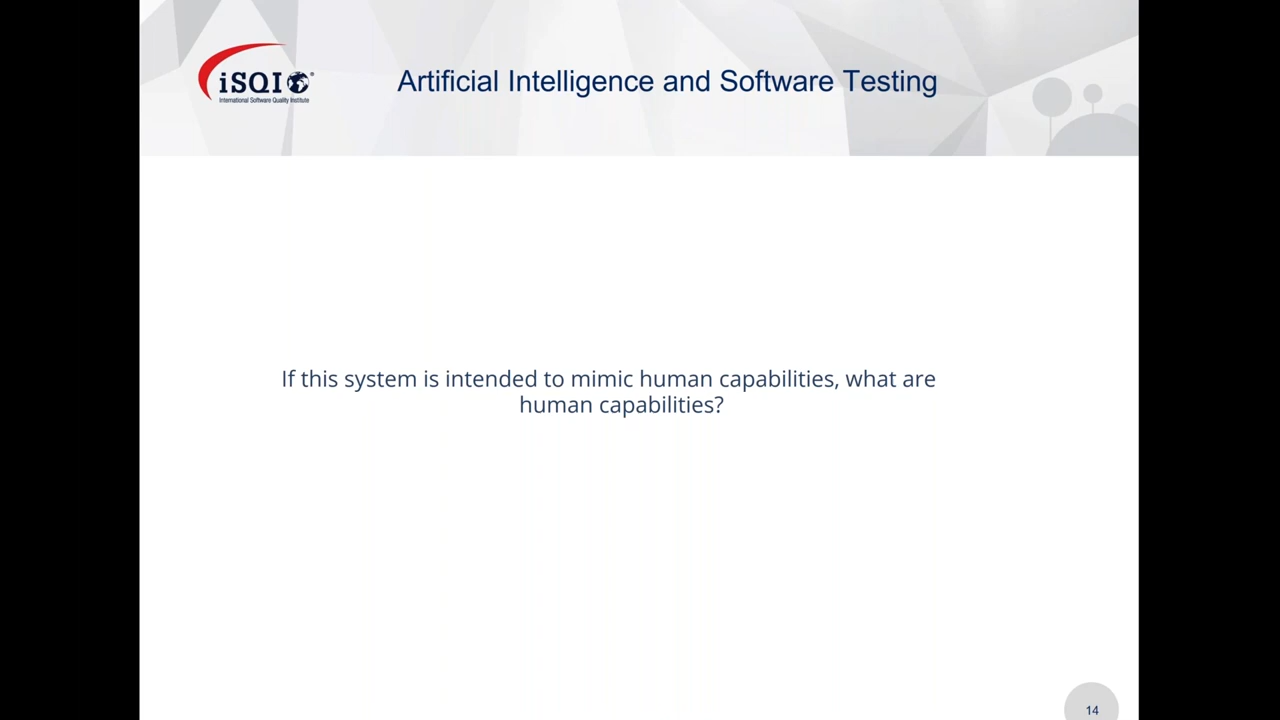 iSQI
International Software Quality Institute
Artificial Intelligence and Software Testing
If this system is intended to mimic human capabilities, what are
human capabilities?
14